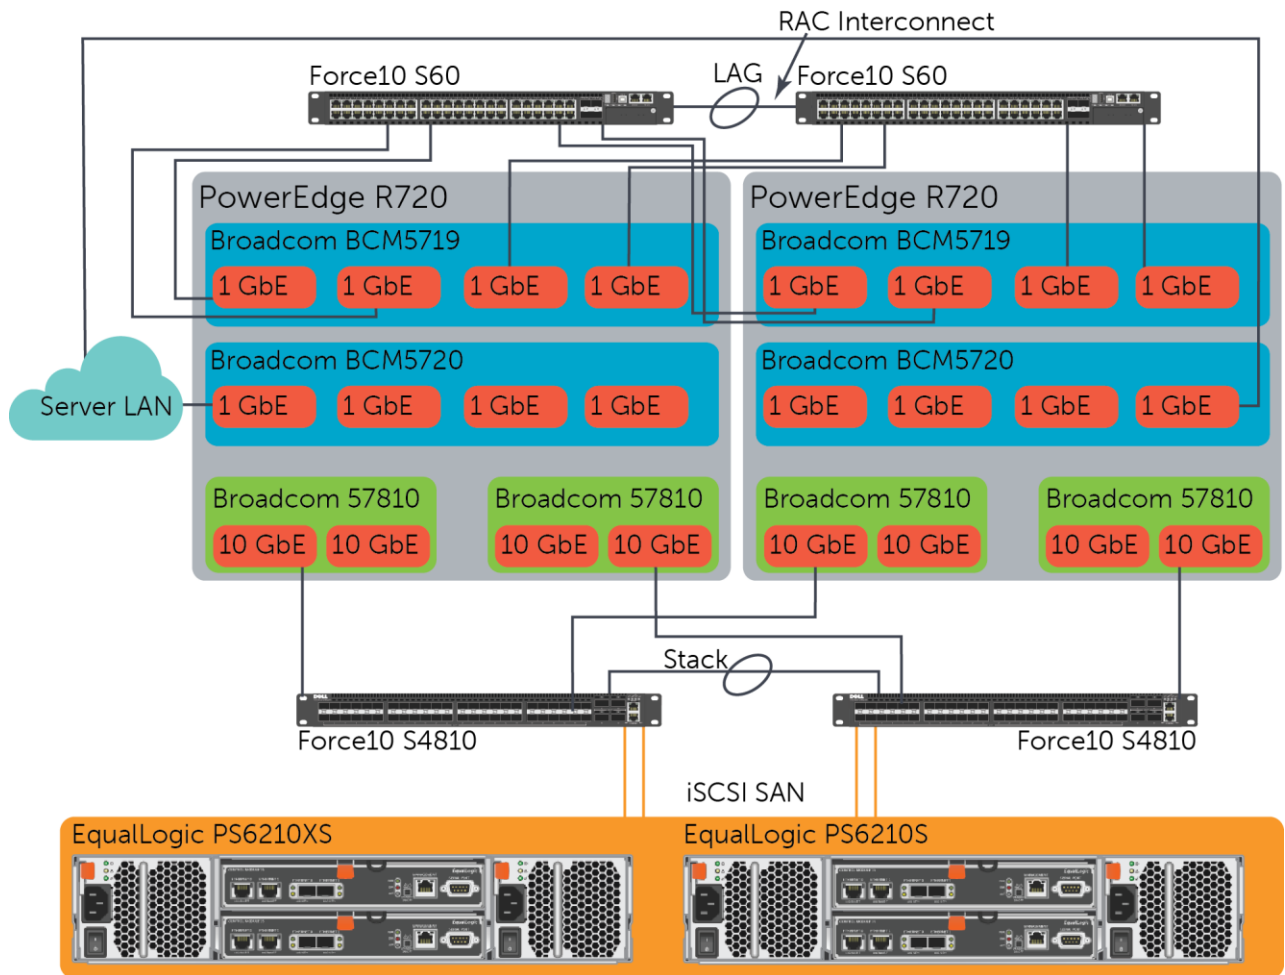 RAC Interconnect
Force10 S60
LAG
Force10 S60
PowerEdge R720
PowerEdge R720
Broadcom BCM5719
Broadcom BCM5719
1 GbE
1 GbE
1 GbE
1 GbE
1 GbE
1 GbE
1 GbE
1 GbE
Broadcom BCM5720
Broadcom BCM5720
Server LAN
1 GbE
1 GbE
1 GbE
1 GbE
1 GbE
1 GbE
1 GbE
1 GbE
Broadcom 57810
Broadcom 57810
Broadcom 57810
Broadcom 57810
10 GbE
10 GbE
10 GbE
10 GbE
10 GbE
10 GbE
10 GbE
10 GbE
Stack
DELL
DELL
Force10 S4810
Force10 S4810
iSCSI SAN
EqualLogic PS6210XS
EqualLogic PS6210S